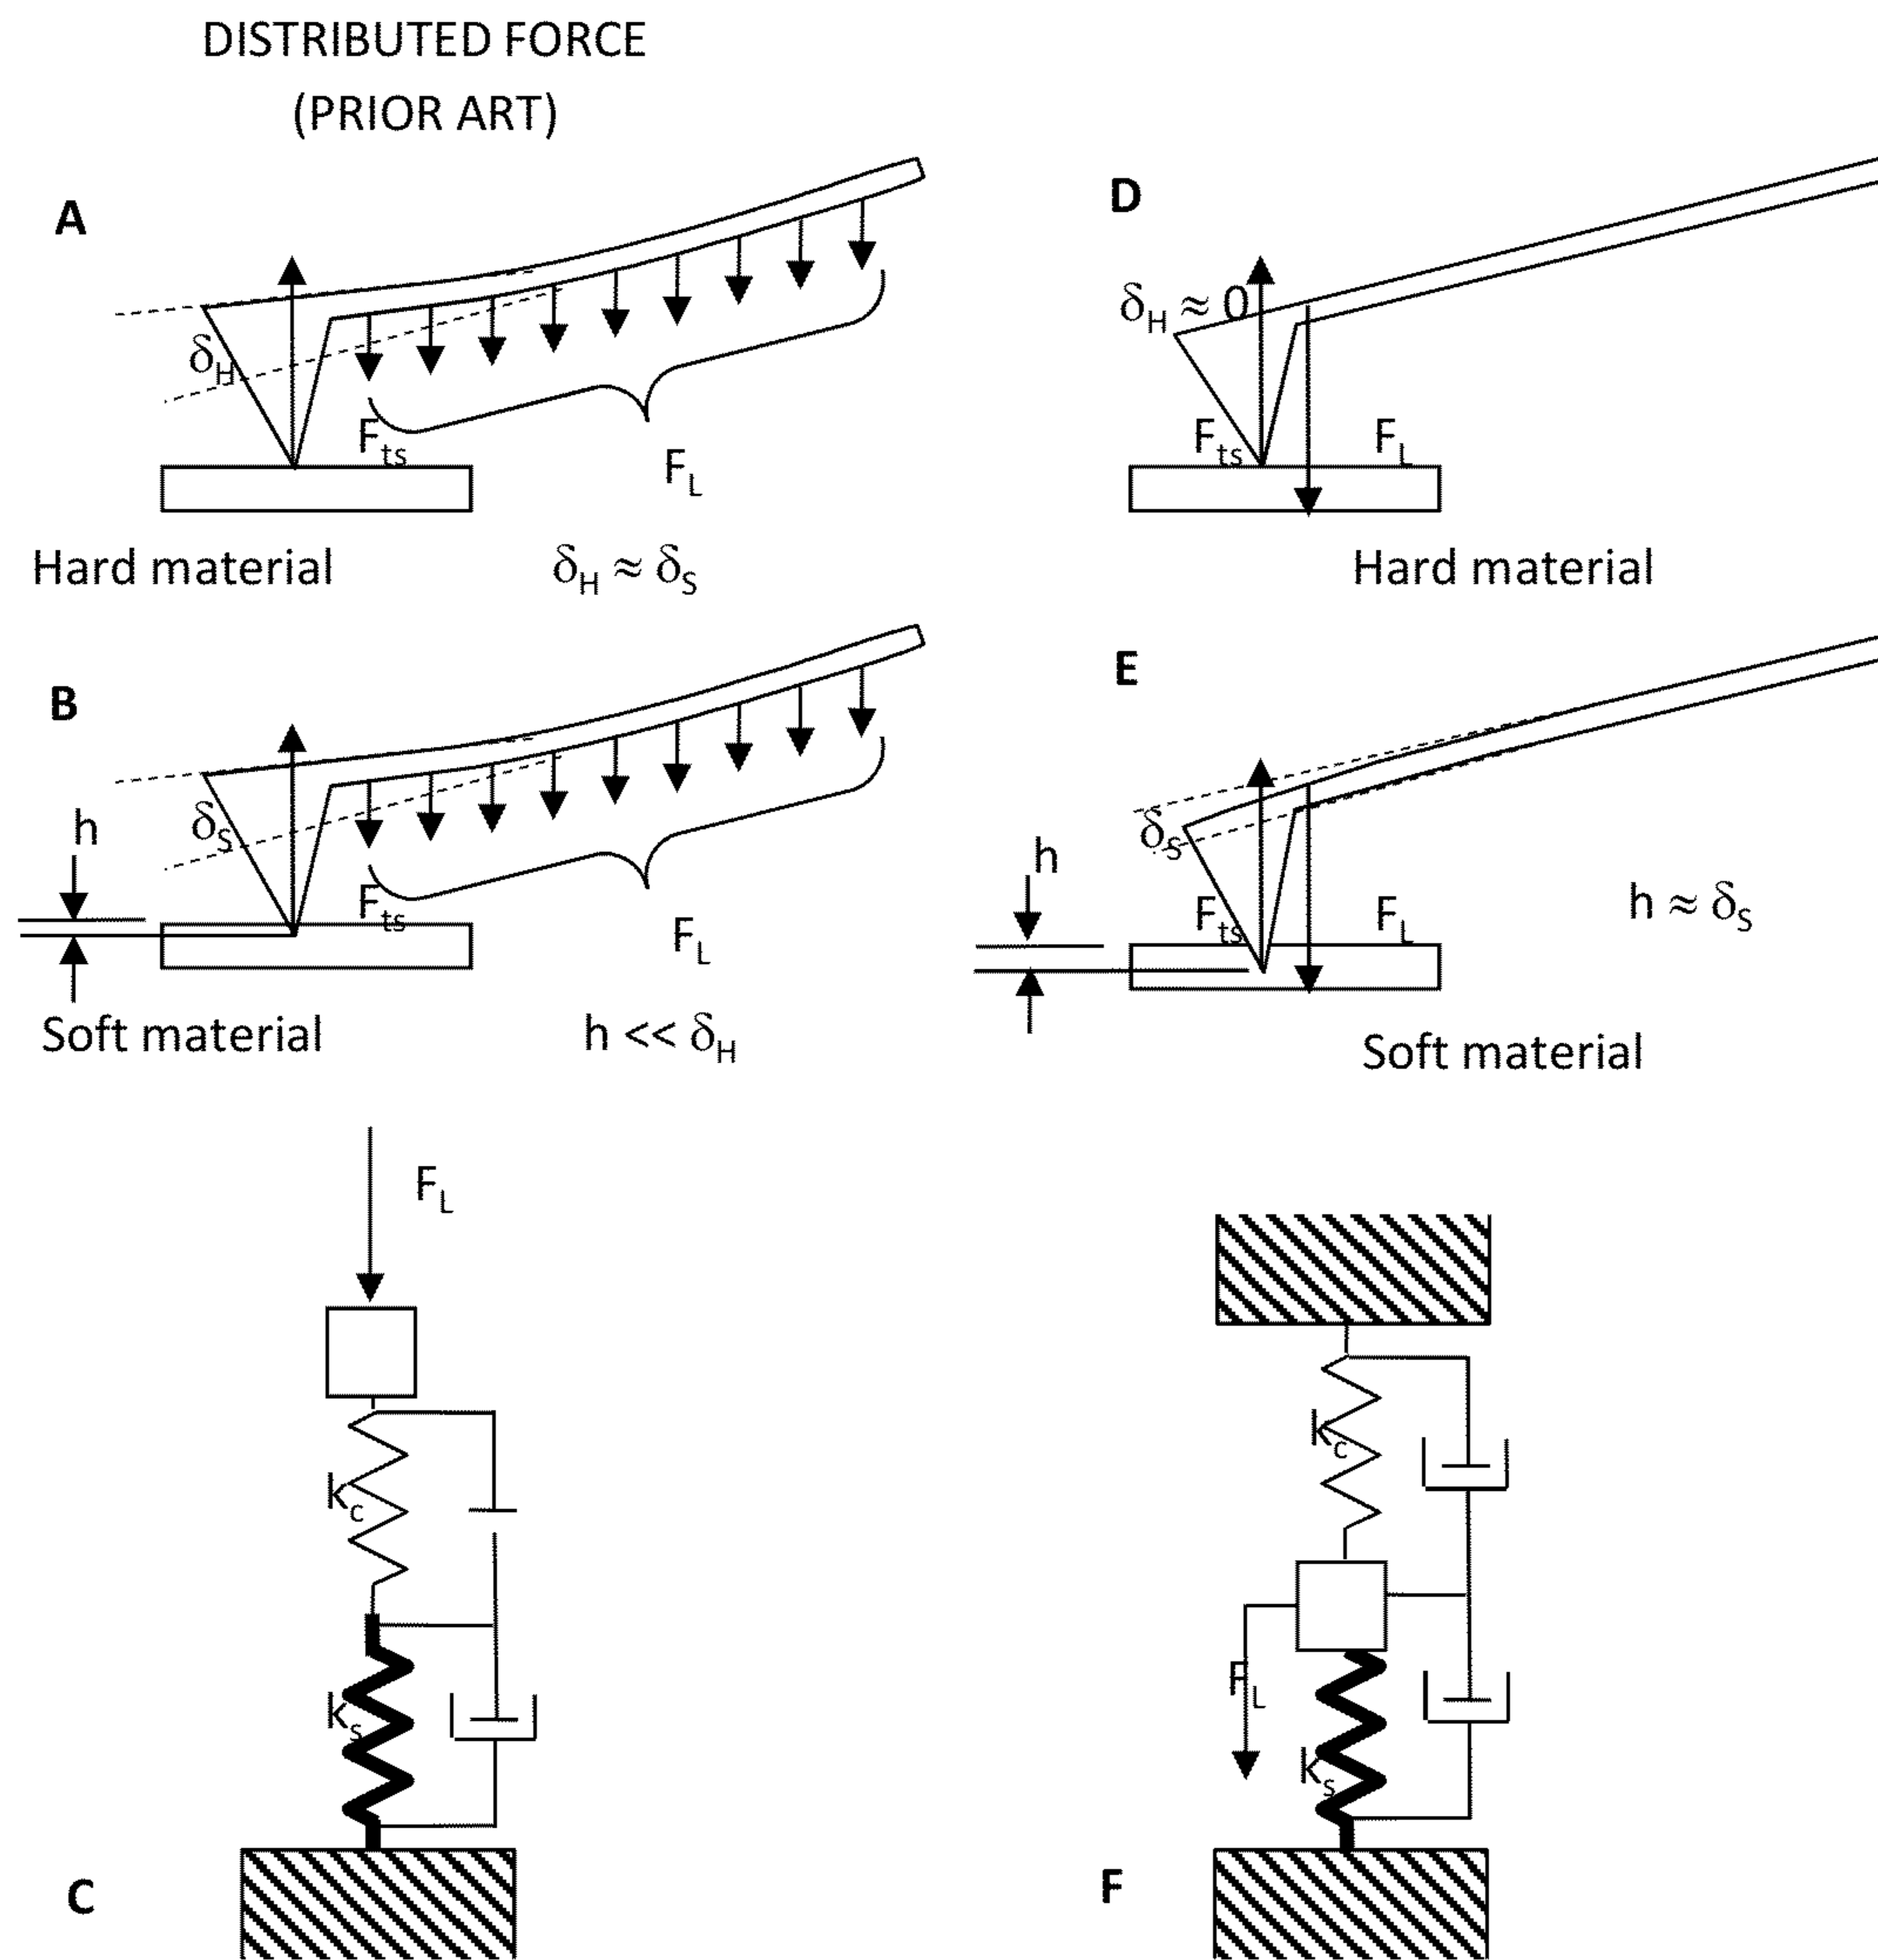 DISTRIBUTED FORCE
(PRIOR ART)
A
δH
Fts
FL
Hard material
δH ≈ δS
B
δS
h
Fts
FL
Soft material
h << δH
FL
kc
ks
C
D
δH ≈ 0
Fts
FL
Hard material
E
δS
h
Fts
FL
h ≈ δS
Soft material
kc
FL
ks
F